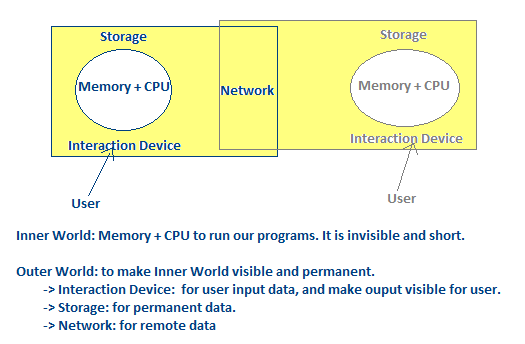 Storage
Storage
Memory + CPU
Network
Memory + CPU
Interaction Device
Interaction Device
User
User
Inner World: Memory + CPU to run our programs. It is invisible and short.
Outer World: to make Inner World visible and permanent.
-> Interaction Device:  for user input data, and make ouput visible for user.
-> Storage: for permanent data.
-> Network: for remote data